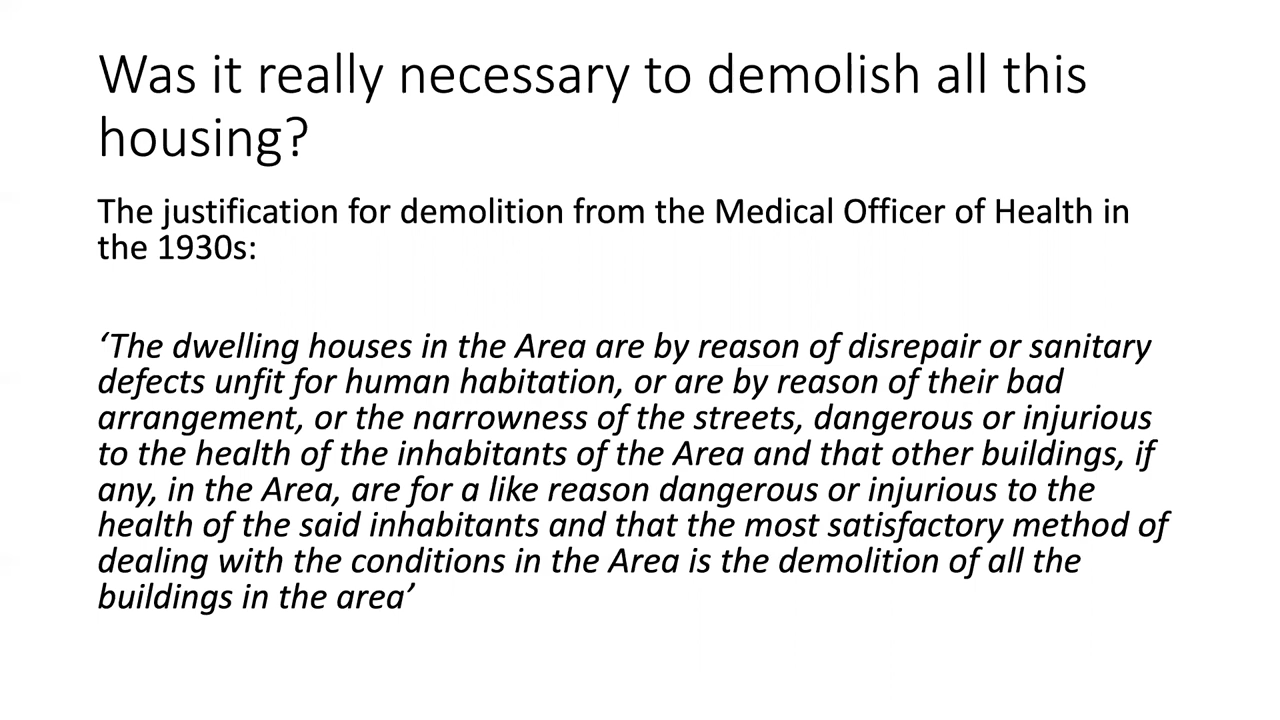 Was it really necessary to demolish all this
housing?
The justification for demolition from the Medical Officer of Health in
the 1930s:
‘The dwelling houses in the Area are by reason of disrepair or sanitary
defects unfit for human habitation, or are by reason of their bad
arrangement, or the narrowness of the streets, dangerous or injurious
to the health of the inhabitants of the Area and that other buildings, if
any, in the Area, are for a like reason dangerous or injurious to the
health of the said inhabitants and that the most satisfactory method of
dealing with the conditions in the Area is the demolition of all the
buildings in the area’